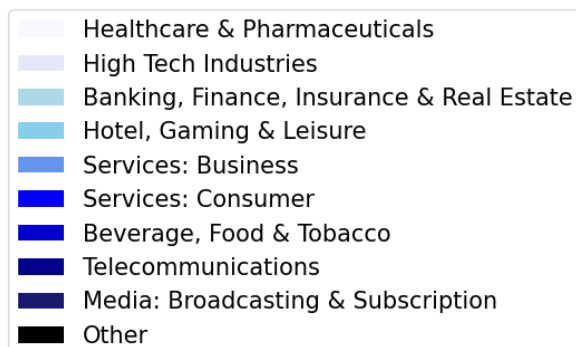 Healthcare & Pharmaceuticals
High Tech Industries
Banking, Finance, Insurance & Real Estate
Hotel, Gaming & Leisure
Services: Business
Services: Consumer
Beverage, Food & Tobacco
Telecommunications
Media: Broadcasting & Subscription
Other